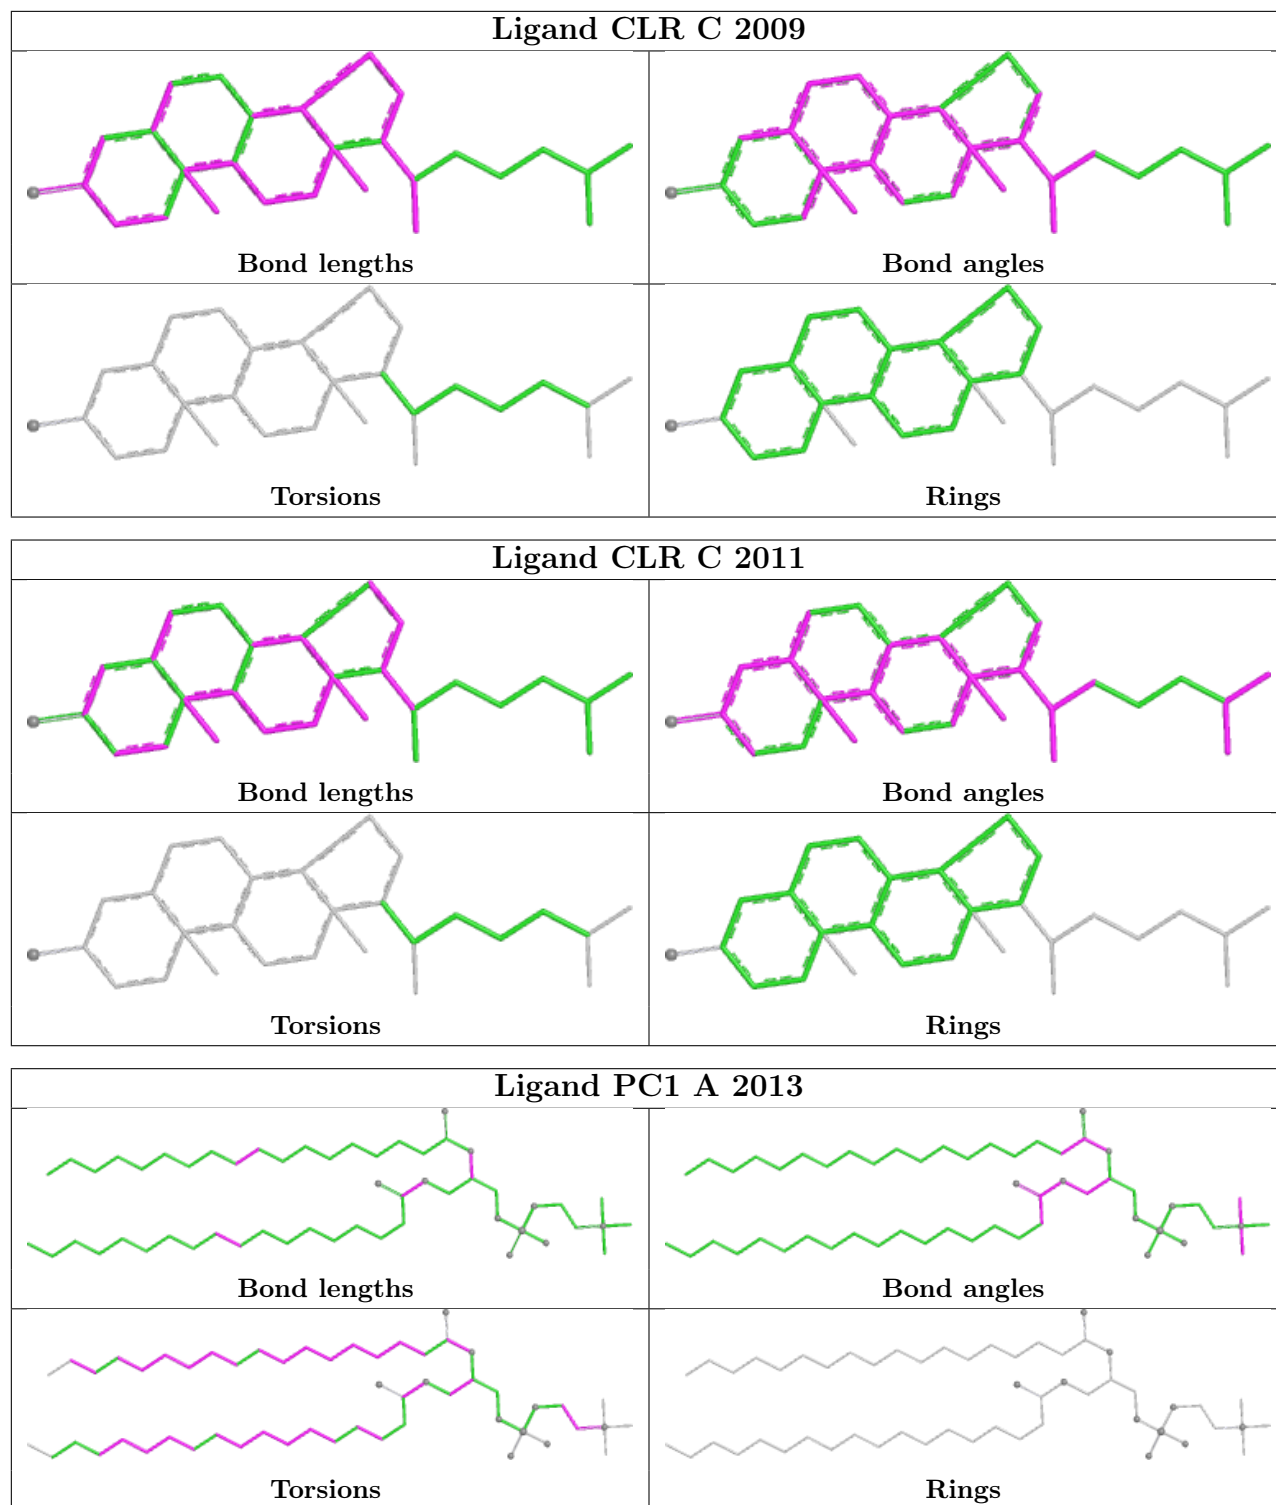 Ligand CLR C 2009
Bond lengths
Bond angles
Torsions
Rings
Ligand CLR C 2011
Bond lengths
Bond angles
Torsions
Rings
Ligand PC1 A 2013
Bond lengths
Bond angles
Torsions
Rings